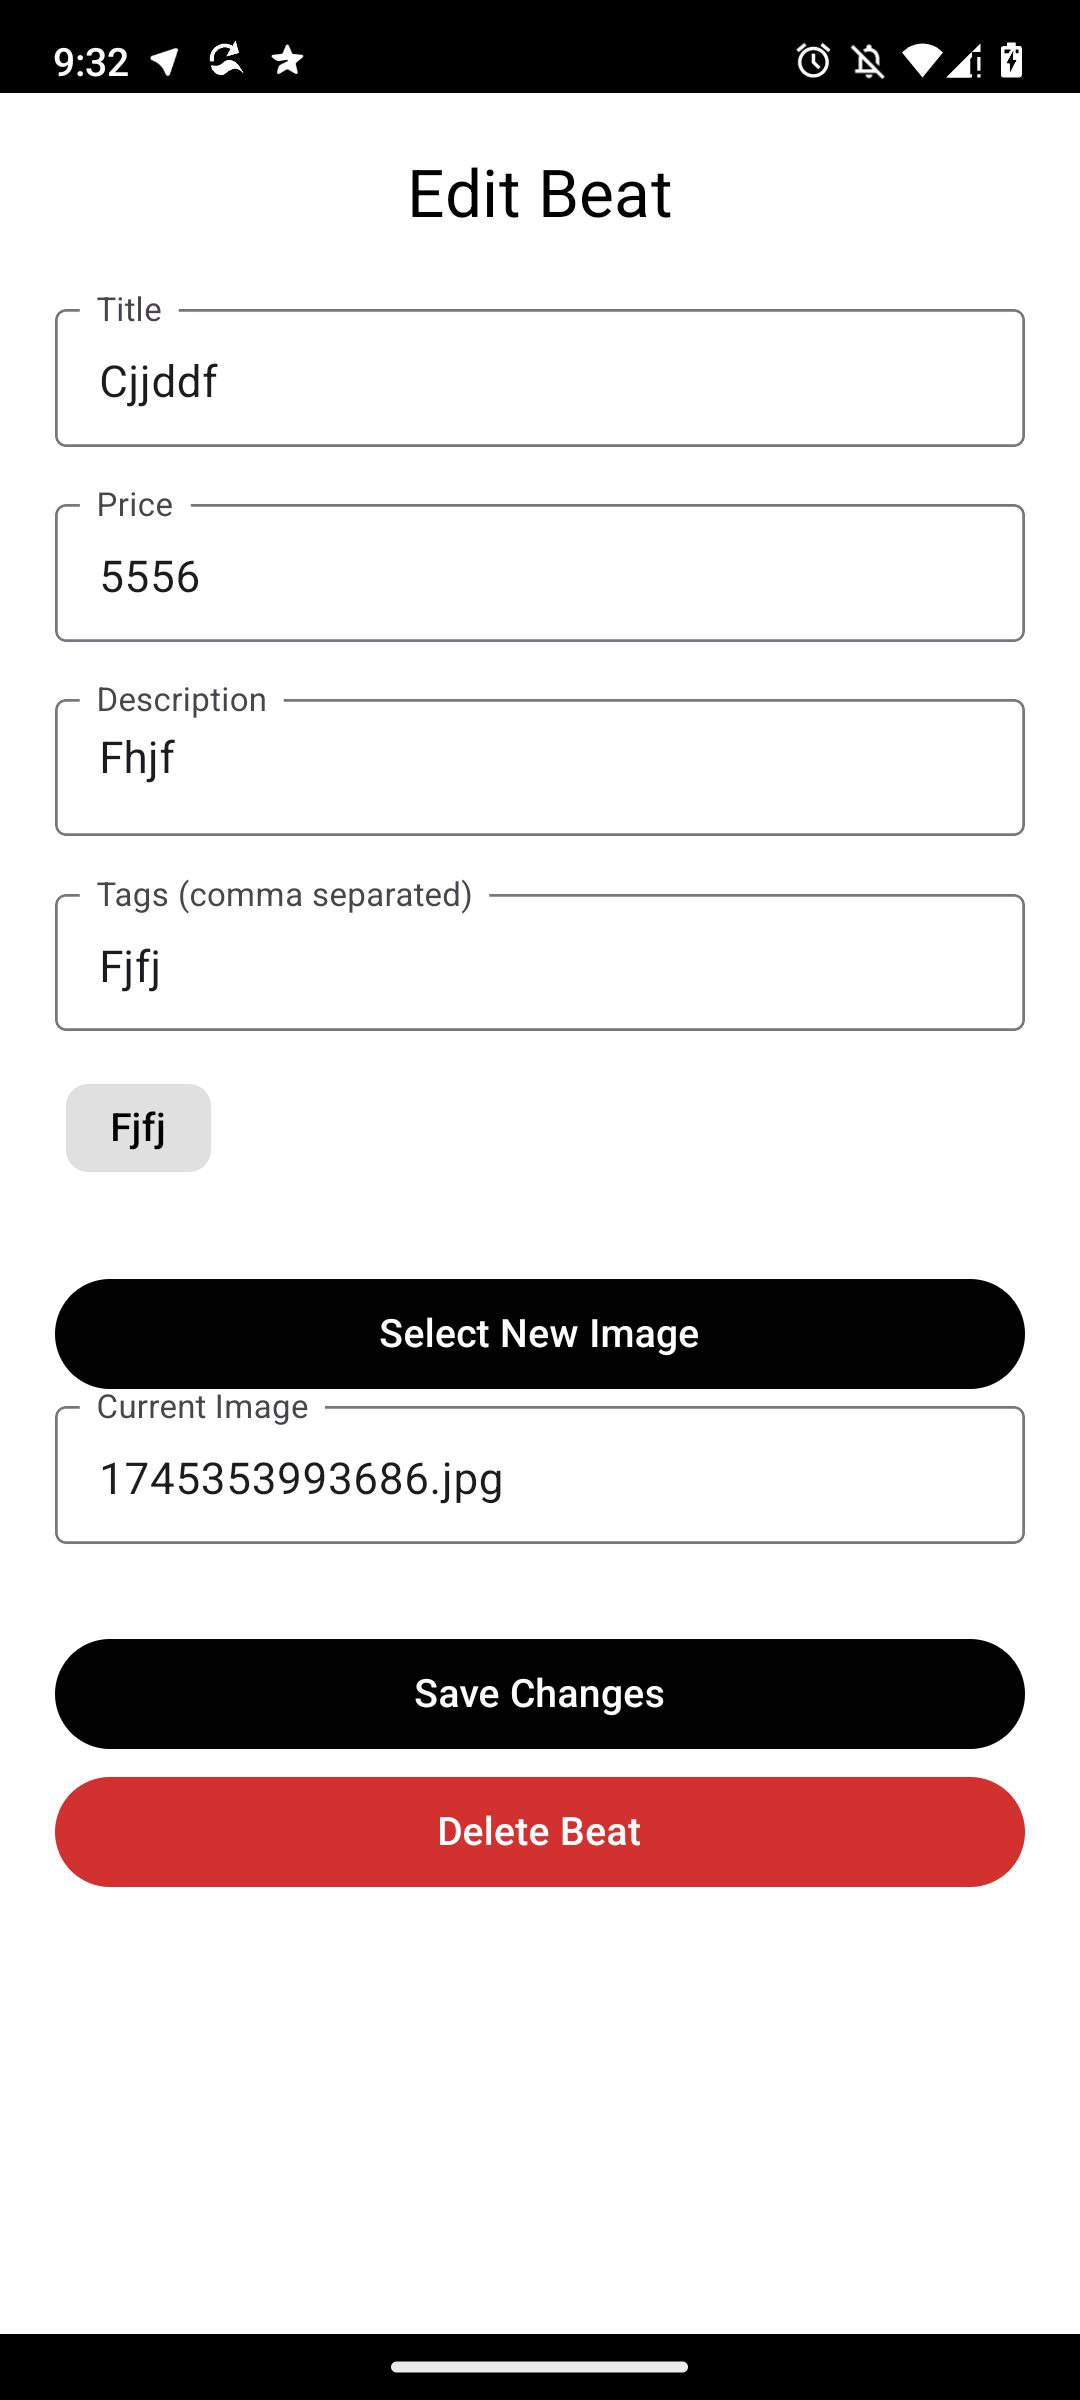 9:32
Edit Beat
Title
Cjjddf
Price
5556
Description
Fhjf
Tags (comma separated)
Fjfj
Fjfj
Select New Image
Current Image
1745353993686.jpg
Save Changes
Delete Beat